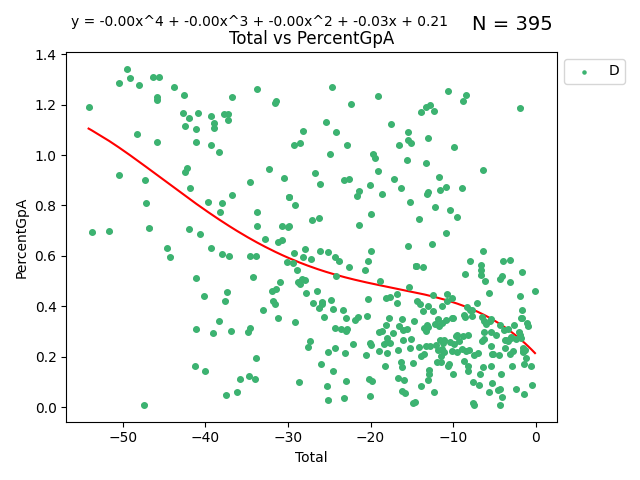 y = -0.00x^4 + -0.00x^3 + -0.00x^2 + -0.03x + 0.21
N = 395
Total vs PercentGpA
D
PercentGpA
1.4
1.2
1.0
0.8
0.6
0.4
0.2
0.0
−50 −40 −30 −20 −10 0
Total